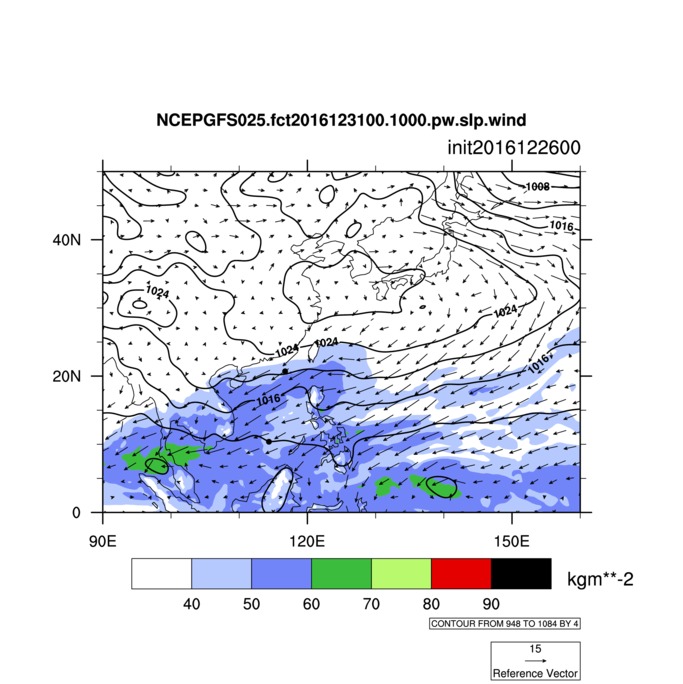 NCEPGFS025.fct2016123100.1000.pw.slp.wind
init2016122600
1008
1016
40N
1024
1024
1024
1024
1016
20N
1016
0
90E 120E 150E
kgm**-2
40 50 60 70 80 90
CONTOUR FROM 948 TO 1084 BY 4
15
Reference Vector